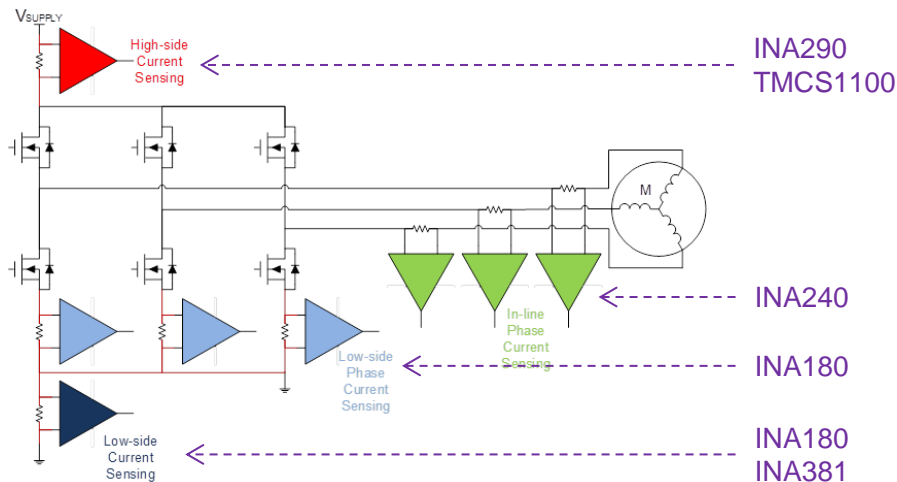 VSUPPLY
High-side
Current
Sensing
INA290
TMCS1100
M
INA240
In-line
Phase
Current
Sensing
Low-side
Phase
Current
Sensing
INA180
Low-side
Current
Sensing
INA180
INA381